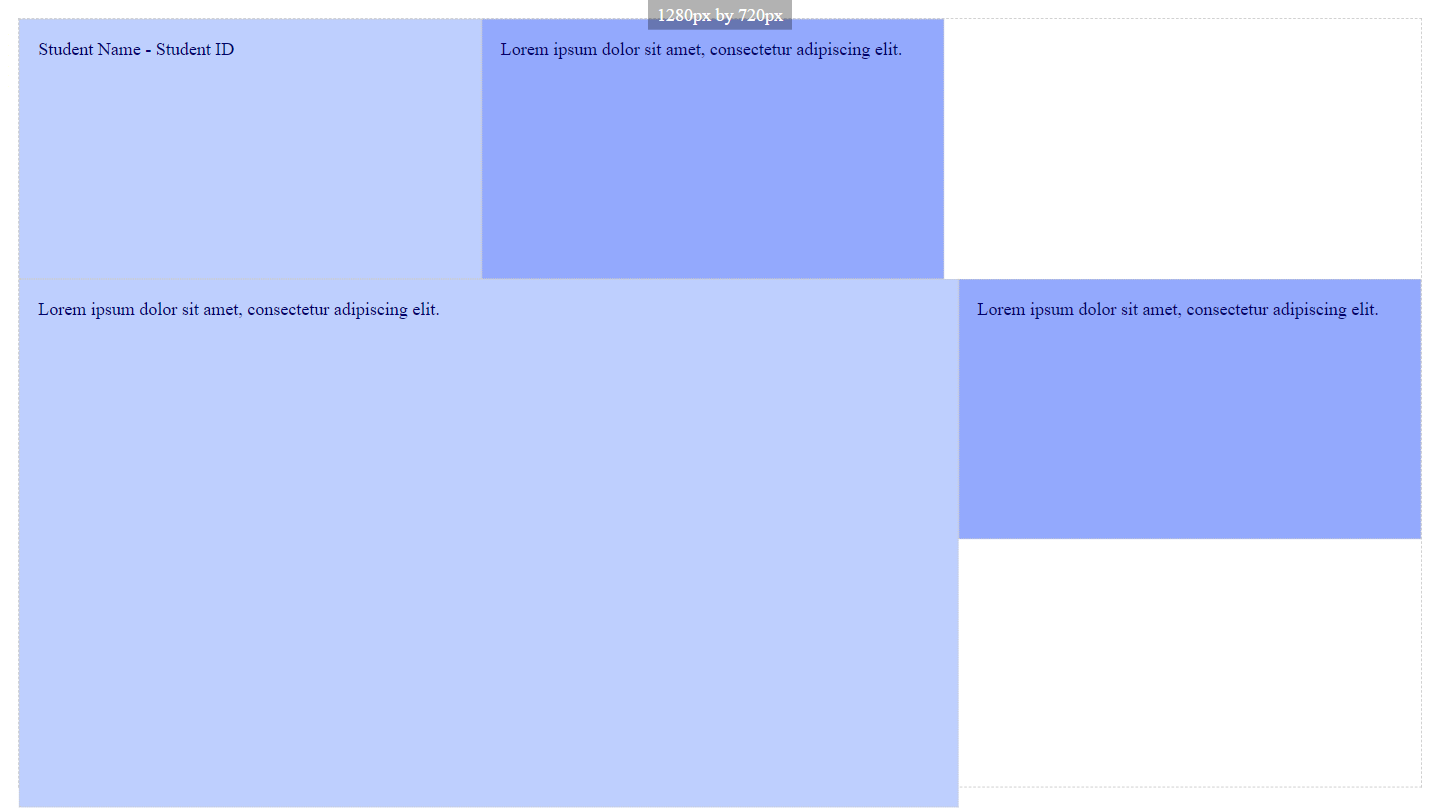 1280px by 720px
Student Name - Student ID
Lorem ipsum dolor sit amet, consectetur adipiscing elit.
Lorem ipsum dolor sit amet, consectetur adipiscing elit.
Lorem ipsum dolor sit amet, consectetur adipiscing elit.